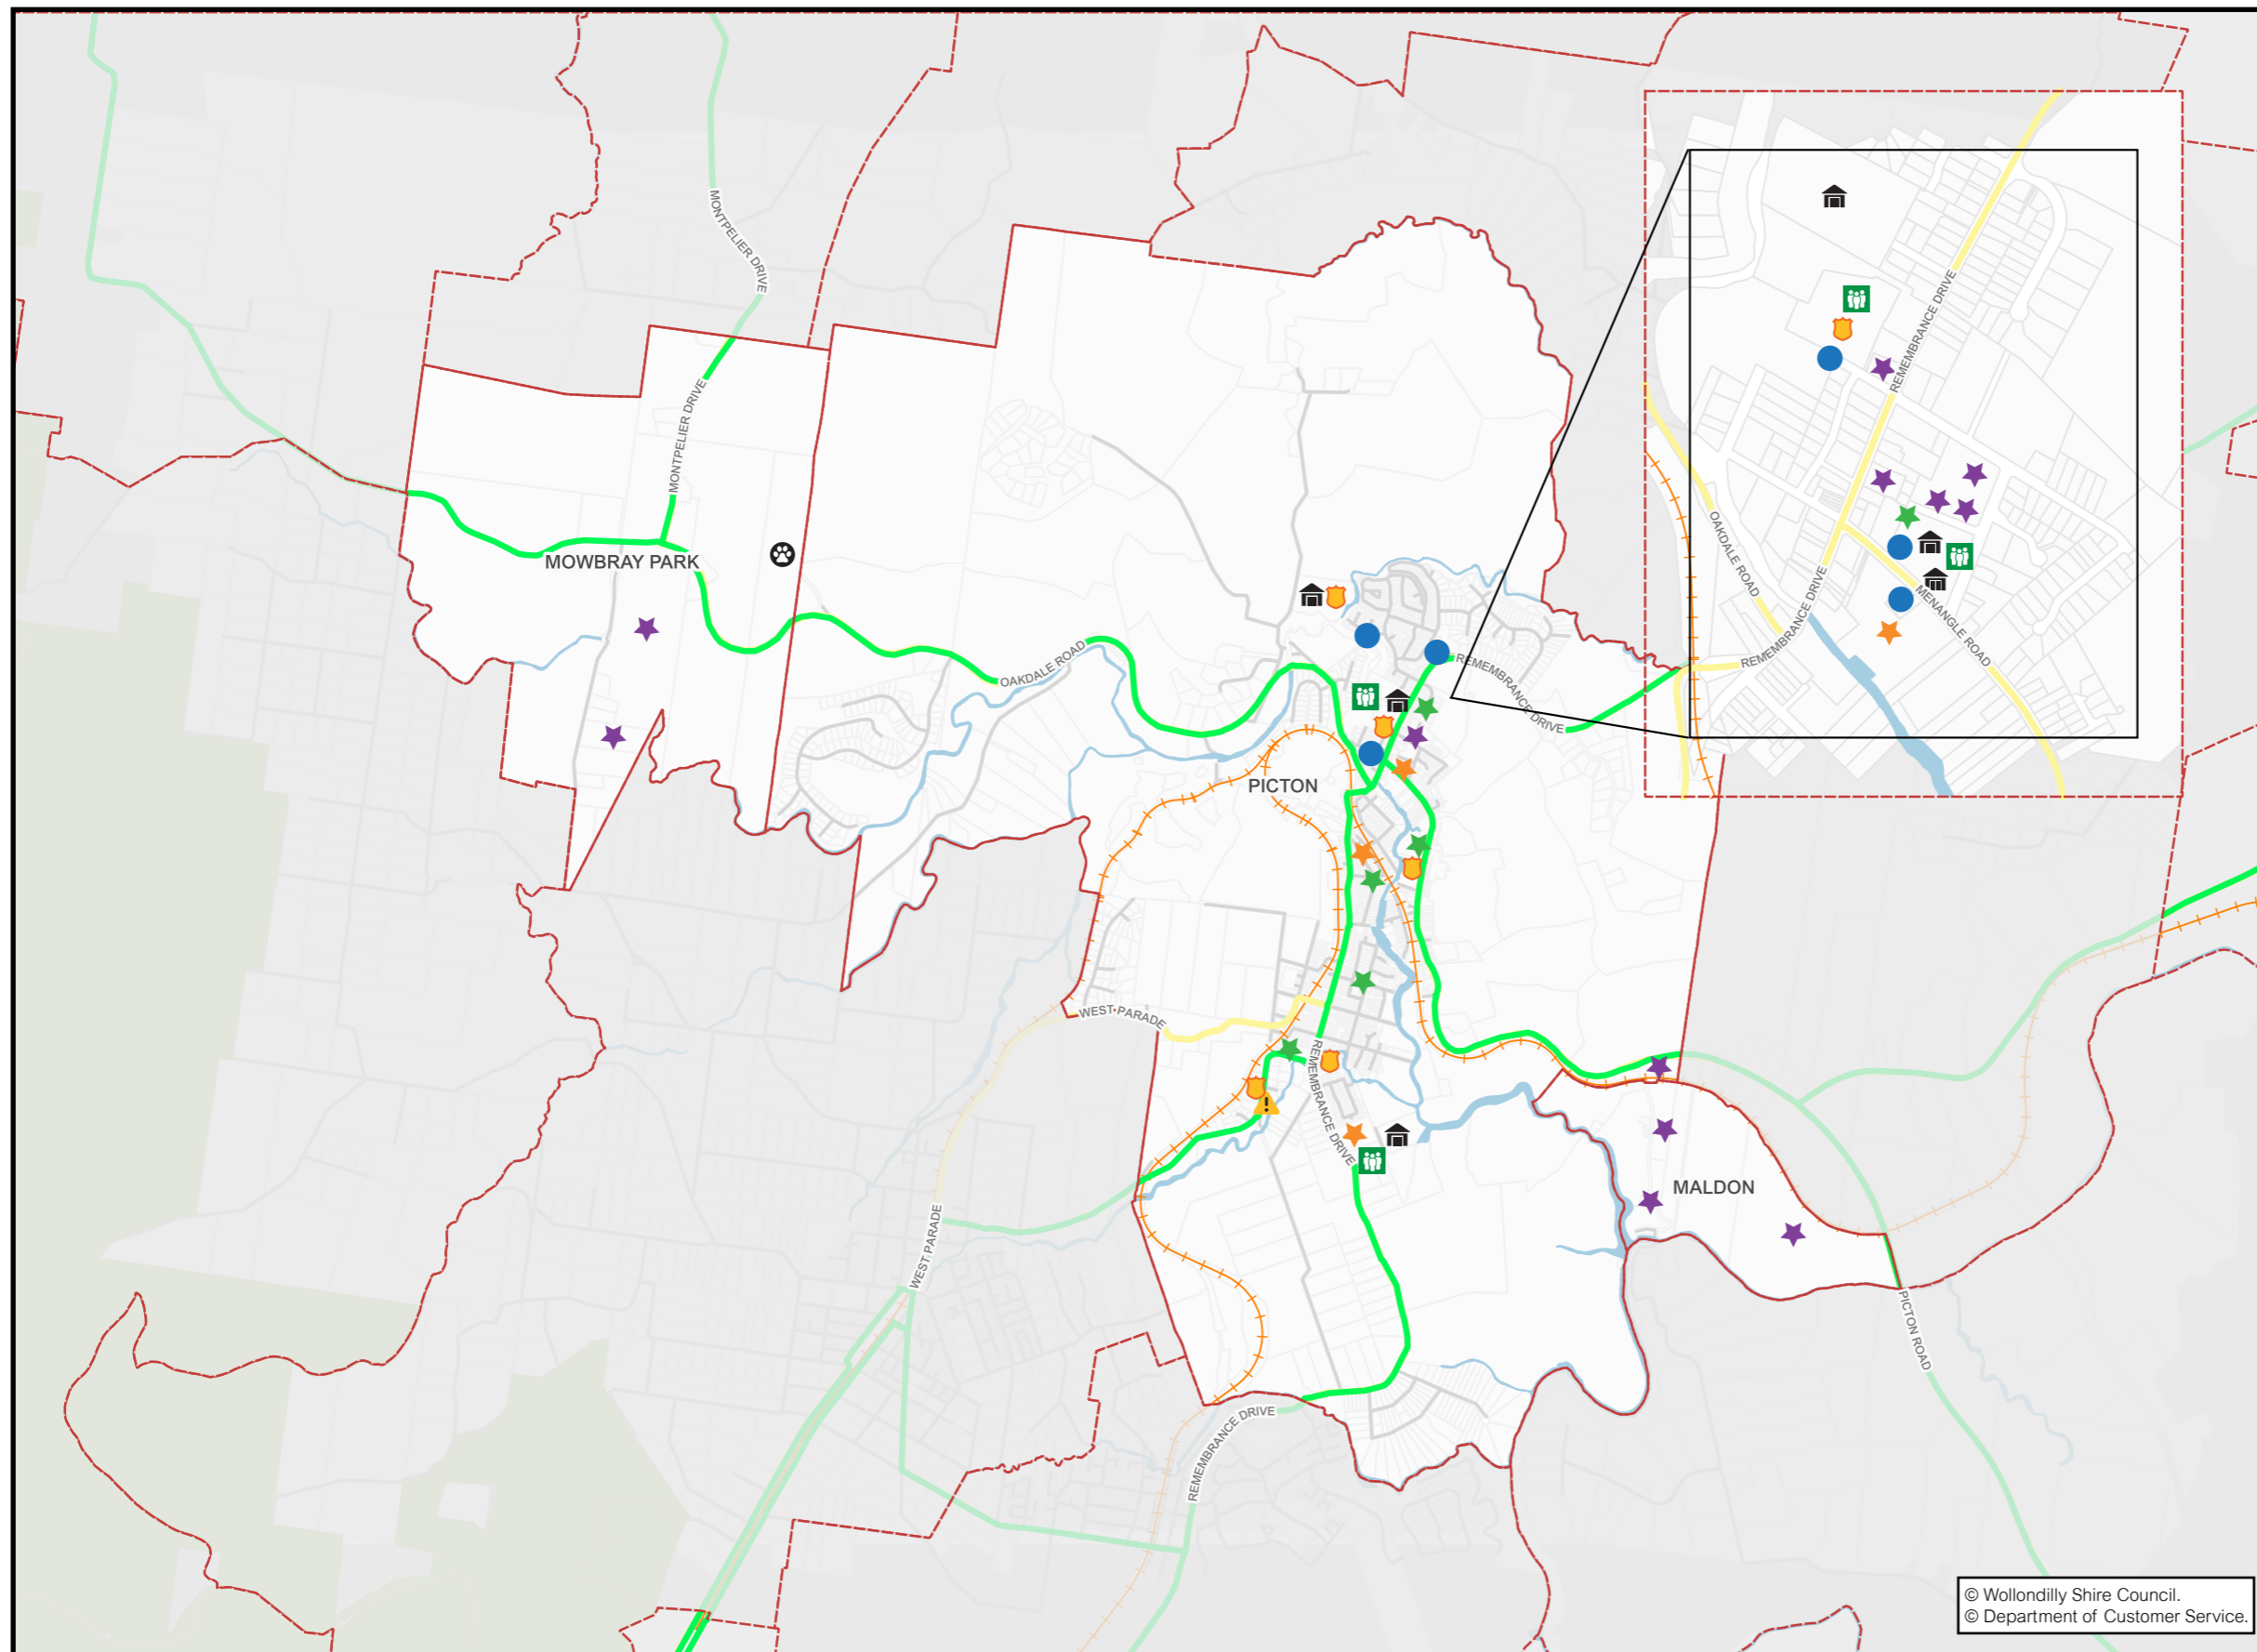 MONTPELIER DRIVE
REMEMBRANCE DRIVE
MONTPELIER DRIVE
OAKDALE ROAD
MOWBRAY PARK
REMEMBRANCE DRIVE
MENANGLE ROAD
OAKDALE ROAD
REMEMBRANCE DRIVE
PICTON
WEST PARADE
REMEMBRANCE DRIVE
MALDON
WEST PARADE
PICTON ROAD
REMEMBRANCE DRIVE
© Wollondilly Shire Council.
© Department of Customer Service.